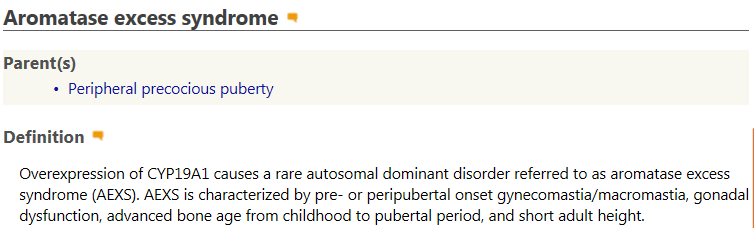 Aromatase excess syndrome
Parent(s)
• Peripheral precocious puberty
Definition
Overexpression of CYP19A1 causes a rare autosomal dominant disorder referred to as aromatase excess
syndrome (AEXS). AEXS is characterized by pre- or peripubertal onset gynecomastia/macromastia, gonadal
dysfunction, advanced bone age from childhood to pubertal period, and short adult height.